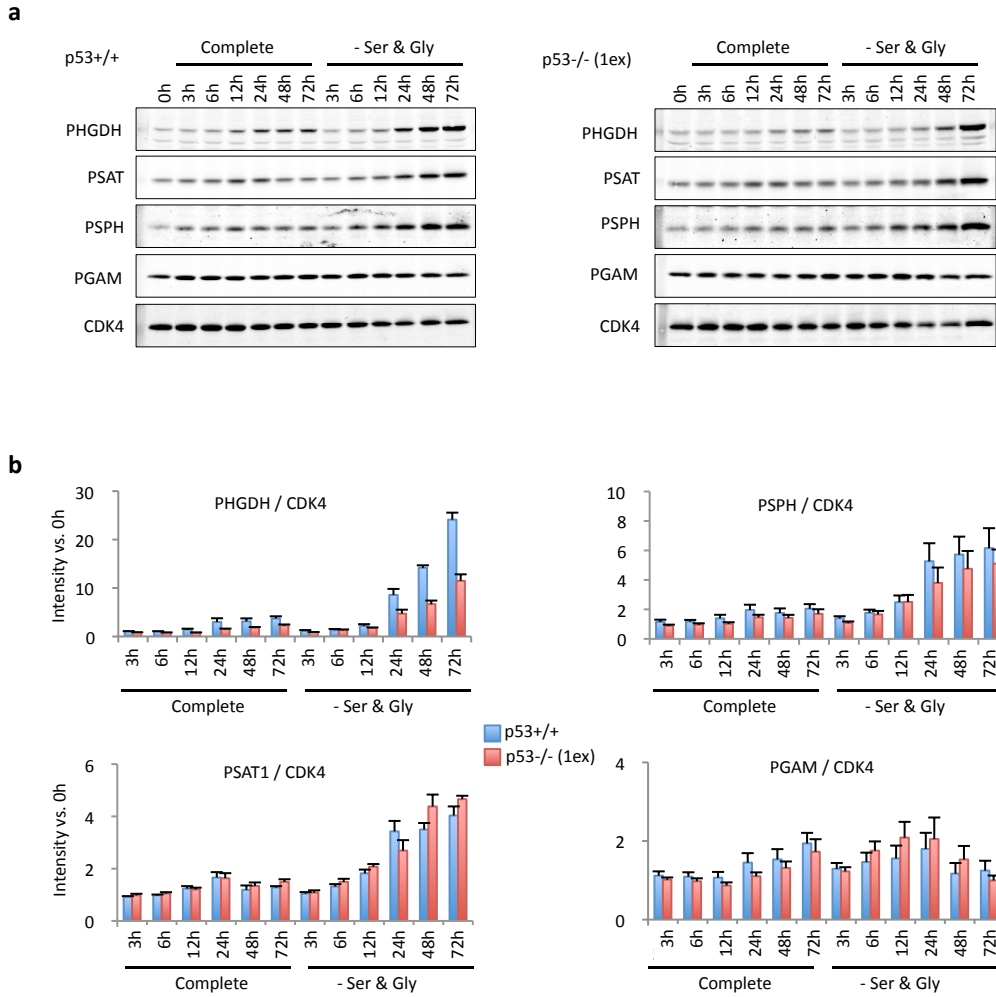 a
p53+/+
Complete
- Ser & Gly
0h 3h 6h 12h 24h 48h 72h 3h 6h 12h 24h 48h 72h
PHGDH
PSAT
PSPH
PGAM
CDK4
p53-/- (1ex)
Complete
- Ser & Gly
0h 3h 6h 12h 24h 48h 72h 3h 6h 12h 24h 48h 72h
PHGDH
PSAT
PSPH
PGAM
CDK4
b
PHGDH / CDK4
Intensity vs. 0h
30
20
10
0
3h 6h 12h 24h 48h 72h 3h 6h 12h 24h 48h 72h
Complete
- Ser & Gly
PSPH / CDK4
10
8
6
4
2
0
3h 6h 12h 24h 48h 72h 3h 6h 12h 24h 48h 72h
Complete
- Ser & Gly
p53+/+
p53-/- (1ex)
PSAT1 / CDK4
Intensity vs. 0h
6
4
2
0
3h 6h 12h 24h 48h 72h 3h 6h 12h 24h 48h 72h
Complete
- Ser & Gly
PGAM / CDK4
4
2
0
3h 6h 12h 24h 48h 72h 3h 6h 12h 24h 48h 72h
Complete
- Ser & Gly